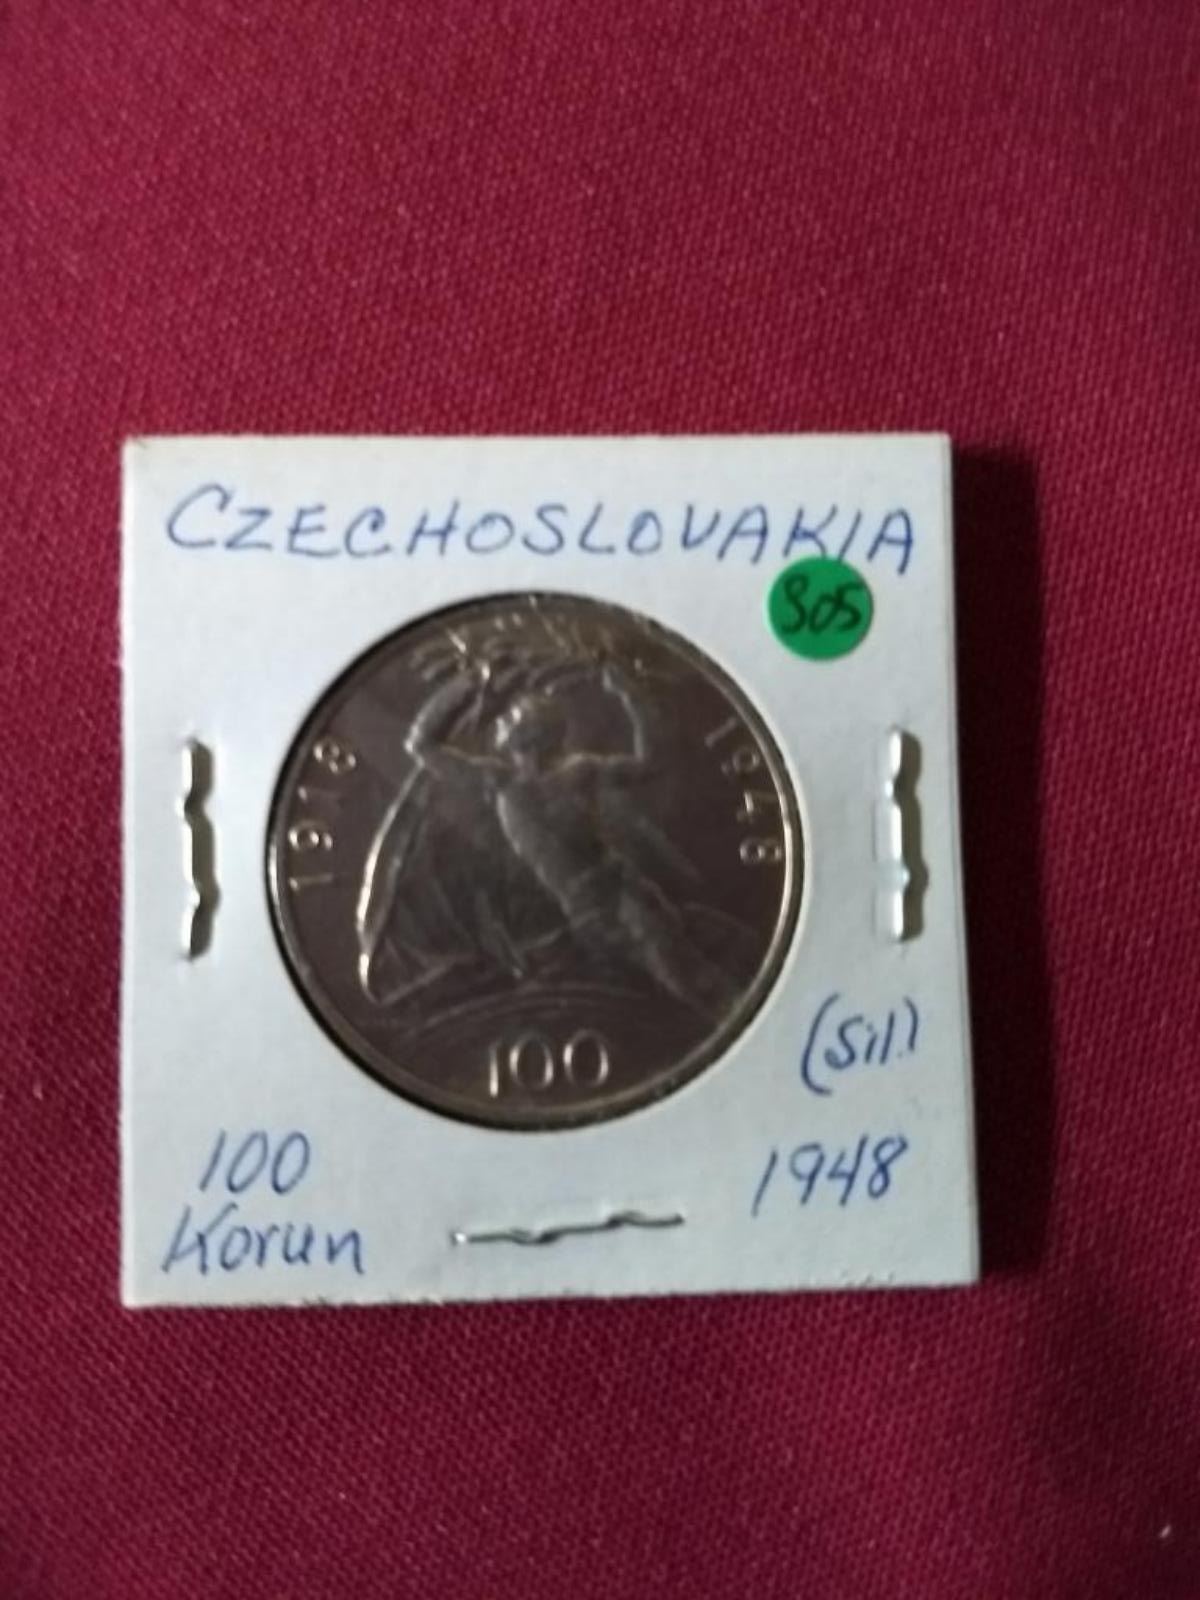 CZECHOSLOVAKIA
305
1918
1948
100
(Sil.)
100
Korun
1948